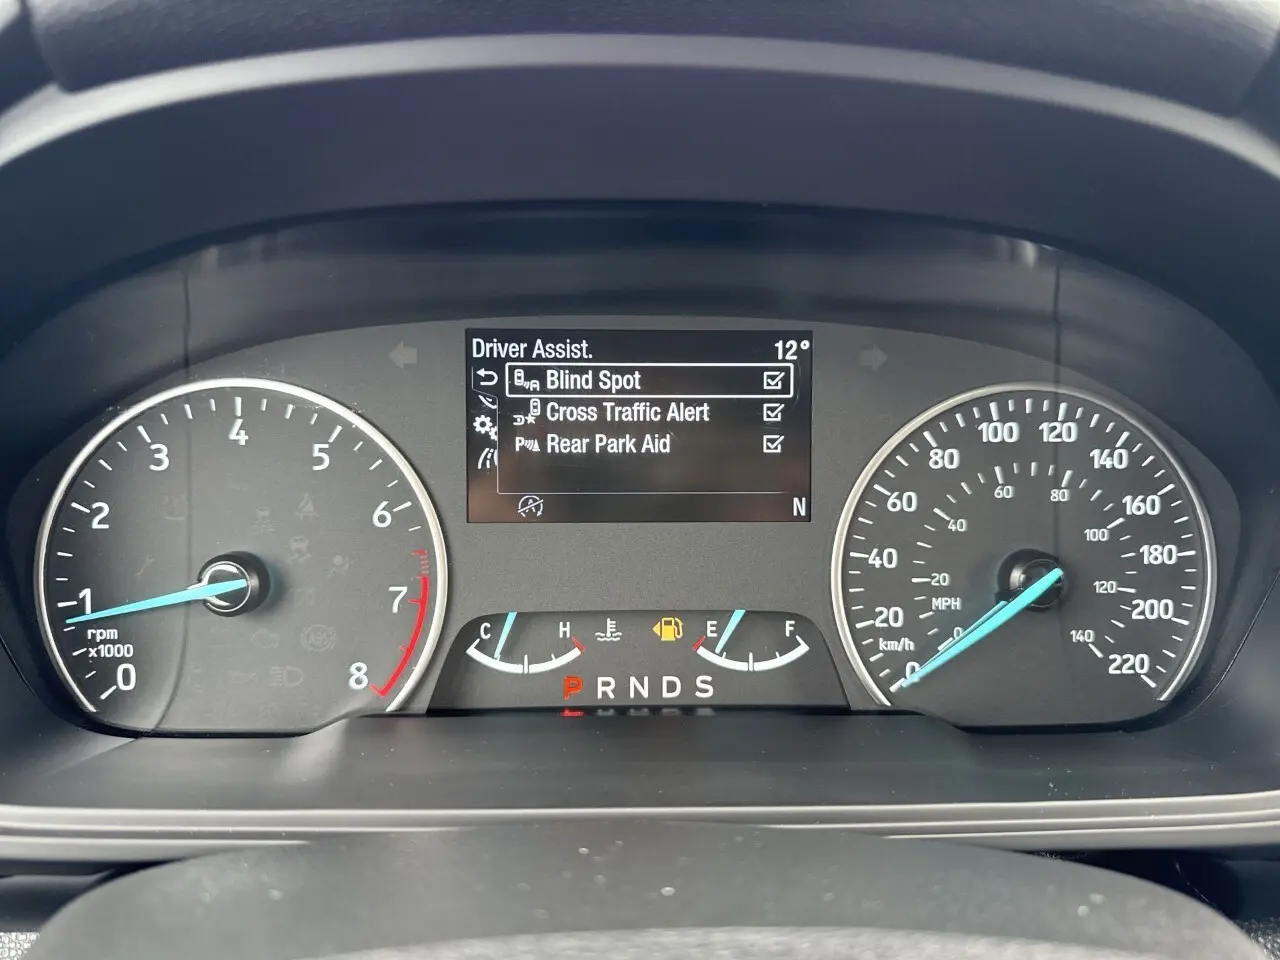 Driver Assist. 12°
Blind Spot
Cross Traffic Alert
P Rear Park Aid
N
0 1 2 3 4 5 6 7 8
rpm
x1000
C H
E F
P R N D S
0 20 40 60 80 100 120 140 160 180 200 220
km/h
0 20 40 60 80 100 120 140
MPH
ABS